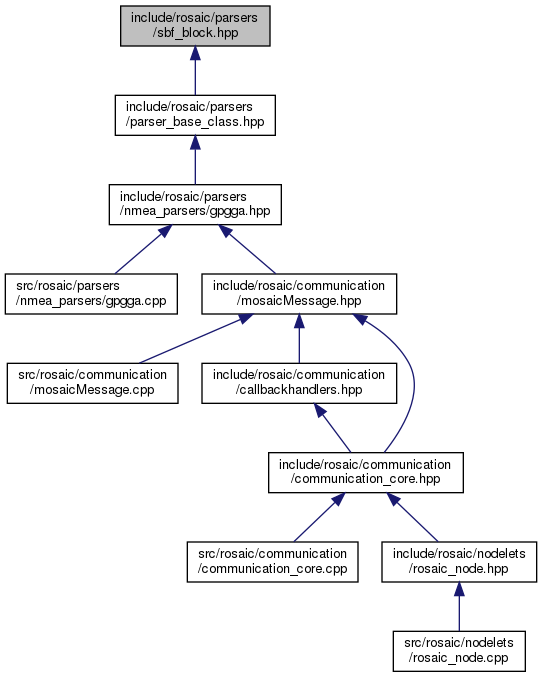 include/rosaic/parsers
/sbf_block.hpp
include/rosaic/parsers
/parser_base_class.hpp
include/rosaic/parsers
/nmea_parsers/gpgga.hpp
src/rosaic/parsers
/nmea_parsers/gpgga.cpp
include/rosaic/communication
/mosaicMessage.hpp
src/rosaic/communication
/mosaicMessage.cpp
include/rosaic/communication
/callbackhandlers.hpp
include/rosaic/communication
/communication_core.hpp
src/rosaic/communication
/communication_core.cpp
include/rosaic/nodelets
/rosaic_node.hpp
src/rosaic/nodelets
/rosaic_node.cpp